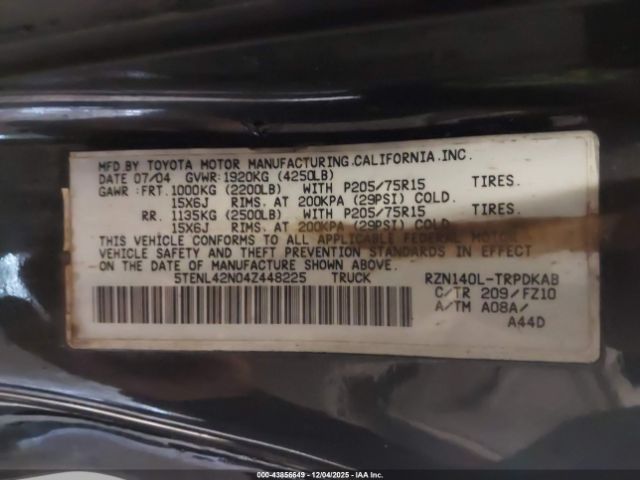 MFD BY TOYOTA MOTOR MANUFACTURING.CALIFORNIA.INC.
DATE 07/04 GVWR:1920KG (4250LB)
GAWR:FRT.1000KG (2200LB) WITH P205/75R15 TIRES.
15X6J RIMS. AT 200KPA (29PSI) COLD.
RR. 1135KG (2500LB) WITH P205/75R15 TIRES.
15X6J RIMS. AT 200KPA (29PSI) COLD.
THIS VEHICLE CONFORMS TO ALL APPLICABLE FEDERAL MOTOR
VEHICLE SAFETY AND THEFT PREVENTION STANDARDS IN EFFECT
ON THE DATE OF MANUFACTURE SHOWN ABOVE.
5TENL42N04Z448225 TRUCK RZN140L-TRPDKAB
C/TR 209/FZ10
A/TM A08A/
A44D
000-43856649 - 12/04/2025 - IAA Inc.